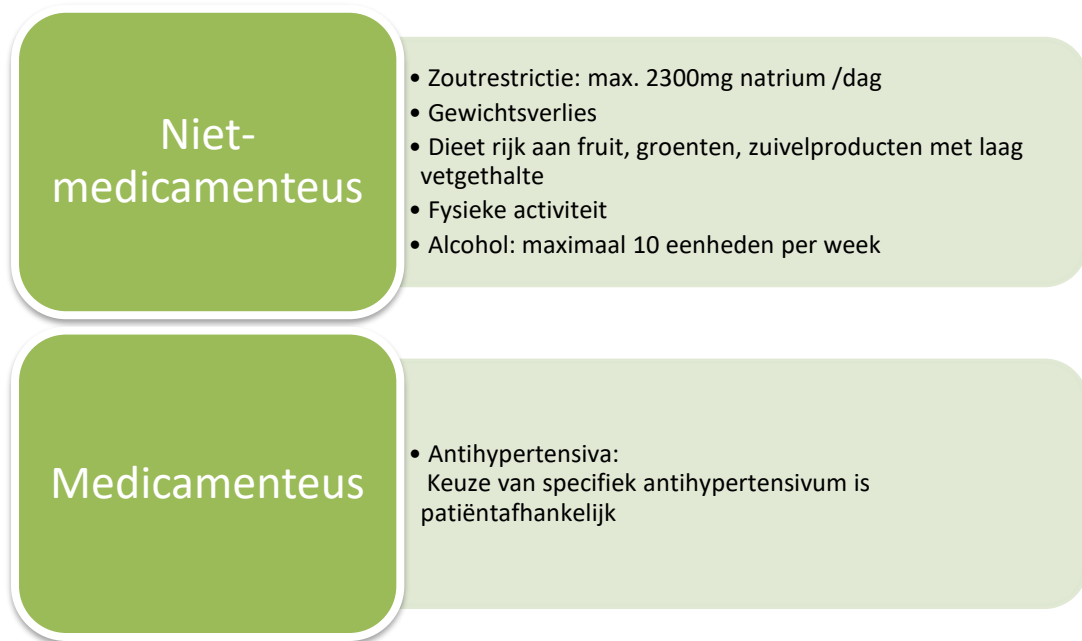 Niet-
medicamenteus
• Zoutrestrictie: max. 2300mg natrium /dag
• Gewichtsverlies
• Dieet rijk aan fruit, groenten, zuivelproducten met laag
vetgethalte
• Fysieke activiteit
• Alcohol: maximaal 10 eenheden per week
Medicamenteus
• Antihypertensiva:
Keuze van specifiek antihypertensivum is
patiëntafhankelijk